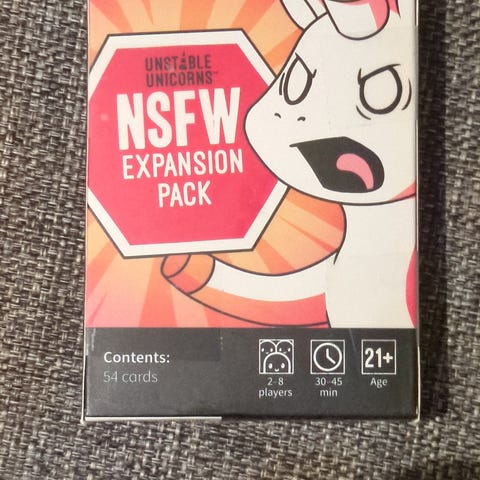 UNSTABLE
UNICORNS™
NSFW
EXPANSION
PACK
Contents:
54 cards
2-8
players
30-45
min
21+
Age